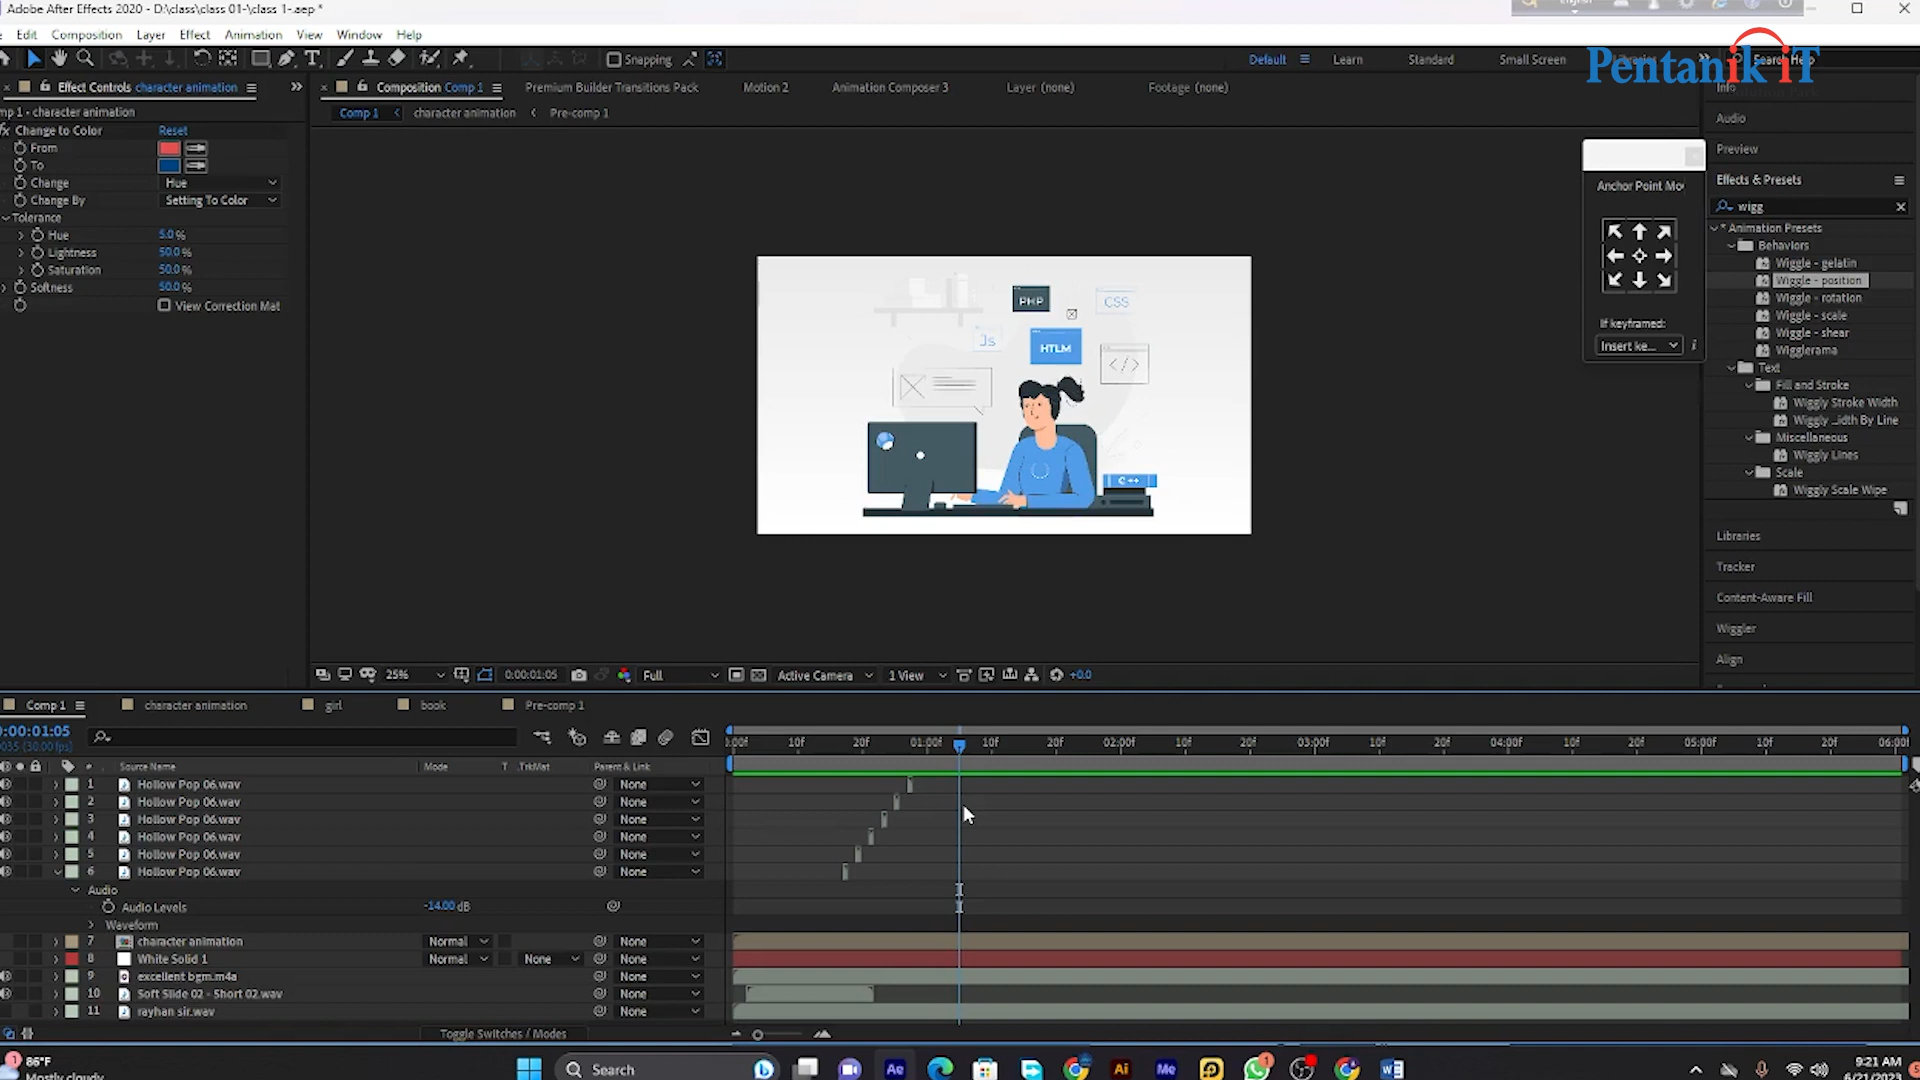 Adobe After Effects 2020 - D:\class\class 01-\class 1-.aep *
Edit Composition Layer Effect Animation View Window Help
Snapping
Default Learn Standard Small Screen
Search Help
Pentanik iT
Effect Controls character animation
Composition Comp 1 Premium Builder Transitions Pack Motion 2 Animation Composer 3 Layer (none) Footage (none)
Info
Comp 1 character animation Pre-comp 1
mp 1 • character animation
Change to Color Reset
From
To
Change Hue
Change By Setting To Color
Tolerance
Hue 5.0 %
Lightness 50.0 %
Saturation 50.0 %
Softness 50.0 %
View Correction Mat
PHP
CSS
Js
HTLM
</>
C ++
Anchor Point Mo
If keyframed:
Insert ke...
i
Audio
Preview
Effects & Presets
wigg
* Animation Presets
Behaviors
Wiggle - gelatin
Wiggle - position
Wiggle - rotation
Wiggle - scale
Wiggle - shear
Wigglerama
Text
Fill and Stroke
Wiggly Stroke Width
Wiggly ...idth By Line
Miscellaneous
Wiggly Lines
Scale
Wiggly Scale Wipe
Libraries
Tracker
Content-Aware Fill
Wiggler
Align
25% 0:00:01:05 Full Active Camera 1 View +0.0
Comp 1 character animation girl book Pre-comp 1
0:00:01:05
0035 (30.00 fps)
:00f 10f 20f 01:00f 10f 20f 02:00f 10f 20f 03:00f 10f 20f 04:00f 10f 20f 05:00f 10f 20f 06:00f
Source Name Mode T .TrkMat Parent & Link
1 Hollow Pop 06.wav None
2 Hollow Pop 06.wav None
3 Hollow Pop 06.wav None
4 Hollow Pop 06.wav None
5 Hollow Pop 06.wav None
6 Hollow Pop 06.wav None
Audio
Audio Levels -14.00 dB
Waveform
7 character animation Normal None
8 White Solid 1 Normal None None
9 excellent bgm.m4a None
10 Soft Slide 02 - Short 02.wav None
11 rayhan sir.wav None
Toggle Switches / Modes
1
86°F
Mostly cloudy
Search
Ae
Ai
Me
1
9:21 AM
6/21/2023